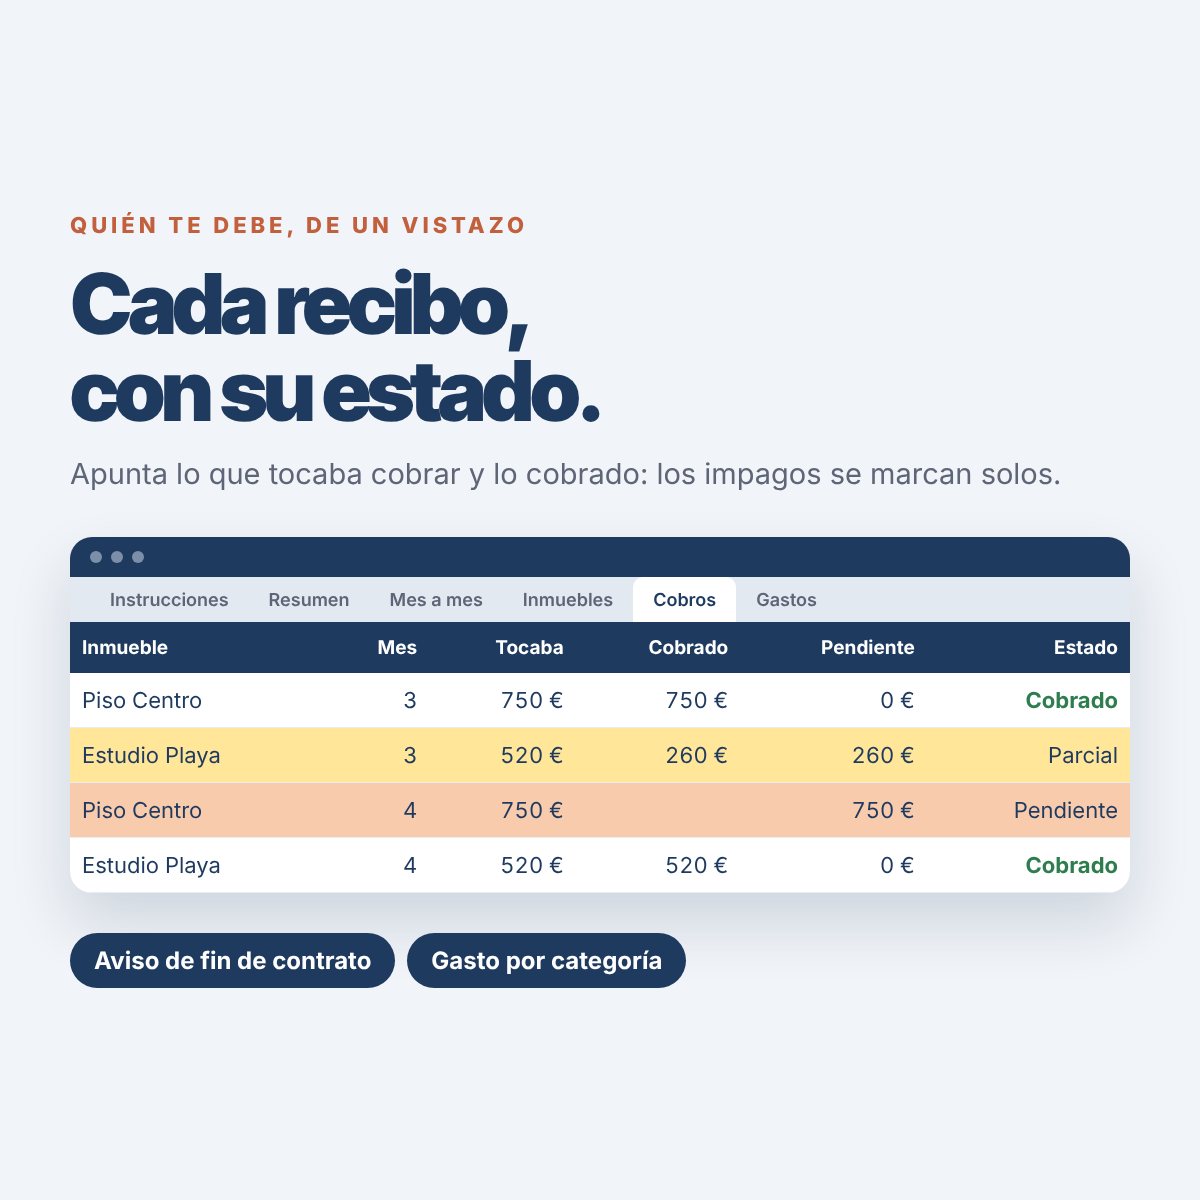 QUIÉN TE DEBE, DE UN VISTAZO
Cada recibo,
con su estado.
Apunta lo que tocaba cobrar y lo cobrado: los impagos se marcan solos.
Instrucciones Resumen Mes a mes Inmuebles Cobros Gastos
Inmueble Mes Tocaba Cobrado Pendiente Estado
Piso Centro 3 750 € 750 € 0 € Cobrado
Estudio Playa 3 520 € 260 € 260 € Parcial
Piso Centro 4 750 € 750 € Pendiente
Estudio Playa 4 520 € 520 € 0 € Cobrado
Aviso de fin de contrato Gasto por categoría